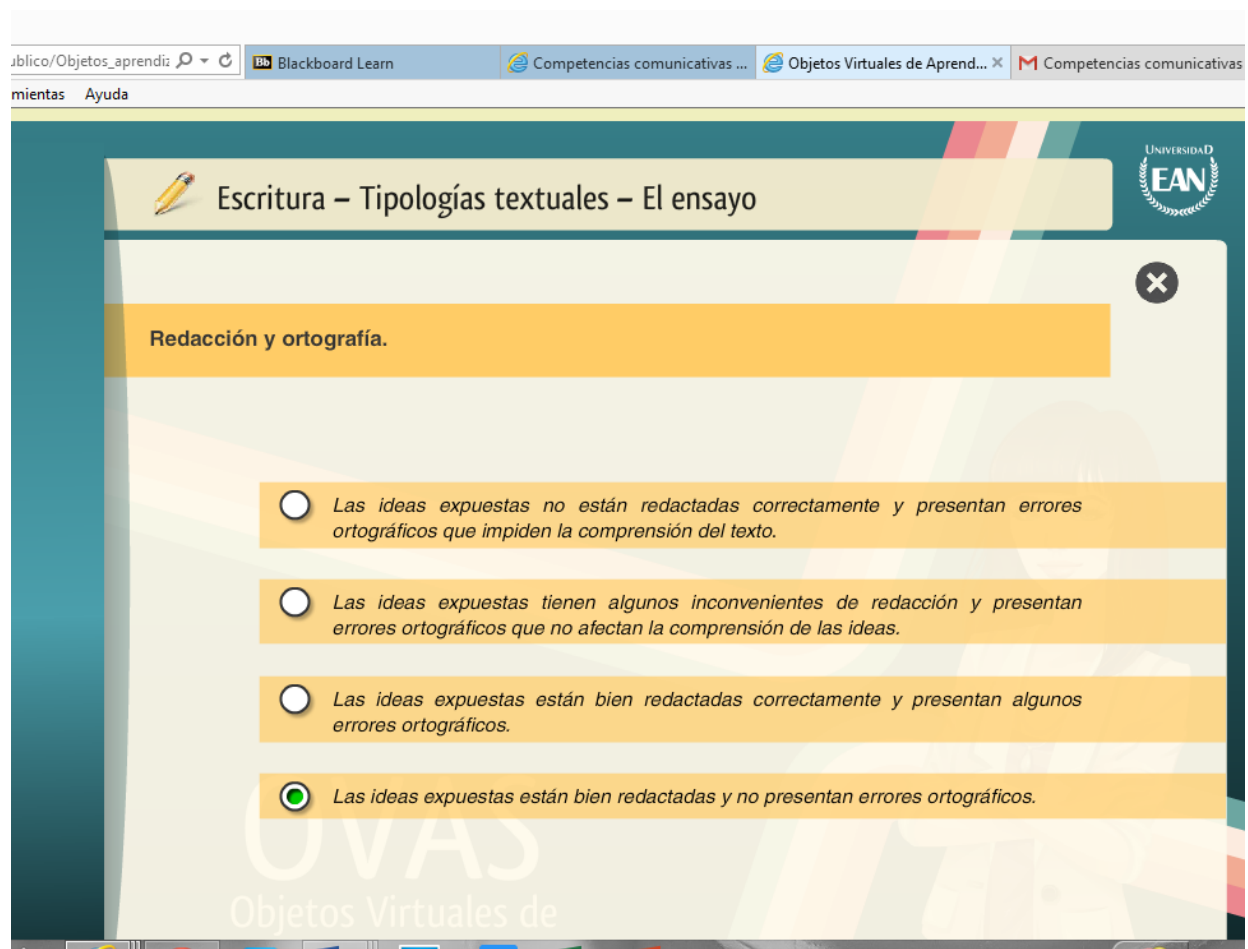 ublico/Objetos_aprendiz
Blackboard Learn
Competencias comunicativas ...
Objetos Virtuales de Aprend...
Competencias comunicativas
mientas Ayuda
UNIVERSIDAD
EAN
Escritura – Tipologías textuales – El ensayo
Redacción y ortografía.
Las ideas expuestas no están redactadas correctamente y presentan errores
ortográficos que impiden la comprensión del texto.
Las ideas expuestas tienen algunos inconvenientes de redacción y presentan
errores ortográficos que no afectan la comprensión de las ideas.
Las ideas expuestas están bien redactadas correctamente y presentan algunos
errores ortográficos.
Las ideas expuestas están bien redactadas y no presentan errores ortográficos.
OVAS
Objetos Virtuales de